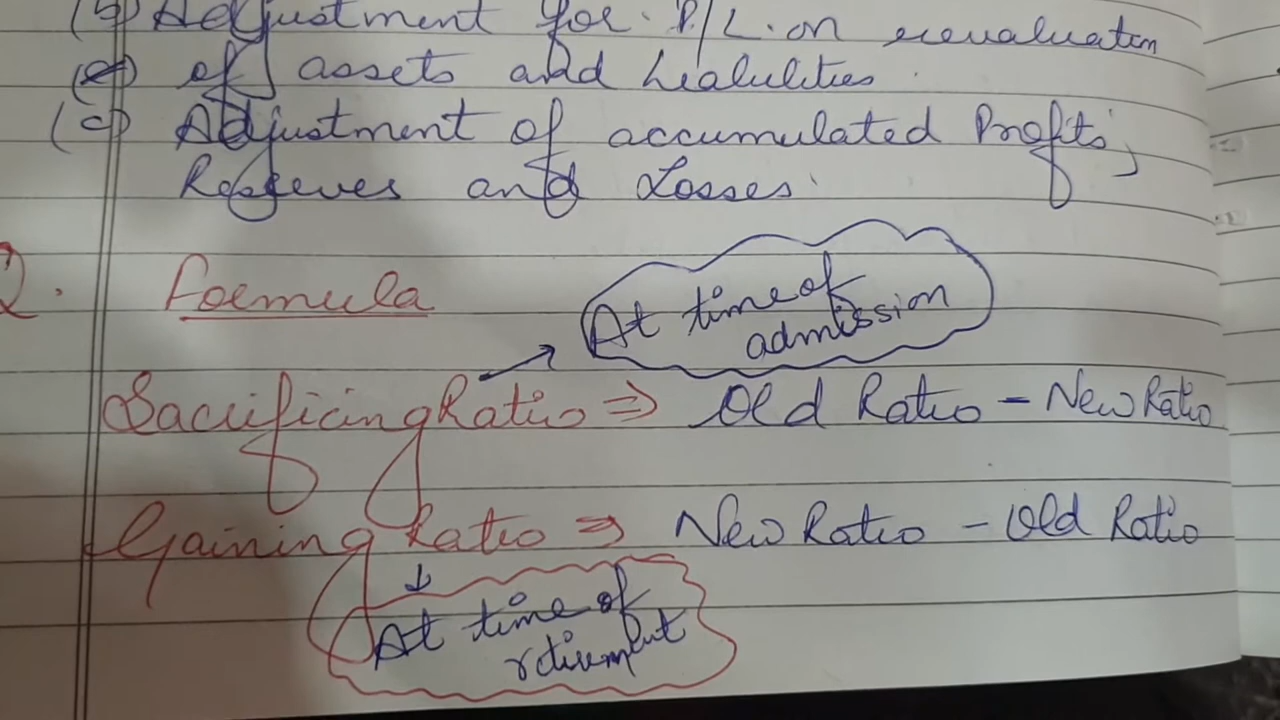 (b) Adjustment for P/L. on revaluation
of assets and Liabilities.
(c) Adjustment of accumulated Profits,
Reserves and Losses.
2. Formula
At time of
admission
Sacrificing Ratio ⇒ Old Ratio - New Ratio
Gaining Ratio ⇒ New Ratio - Old Ratio
At time of
retirement